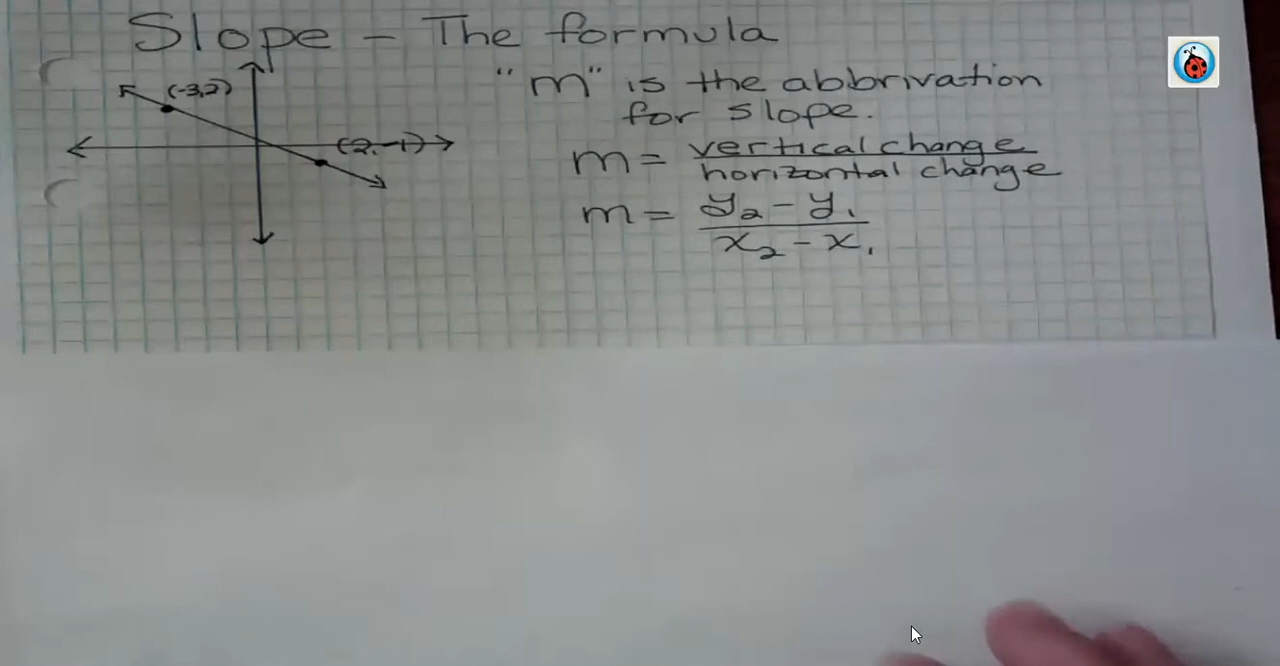 Slope - The formula
(-3,2)
"m" is the abbrivation
for slope.
(2,-1)
m = vertical change
horizontal change
m = y₂ - y₁
x₂ - x₁